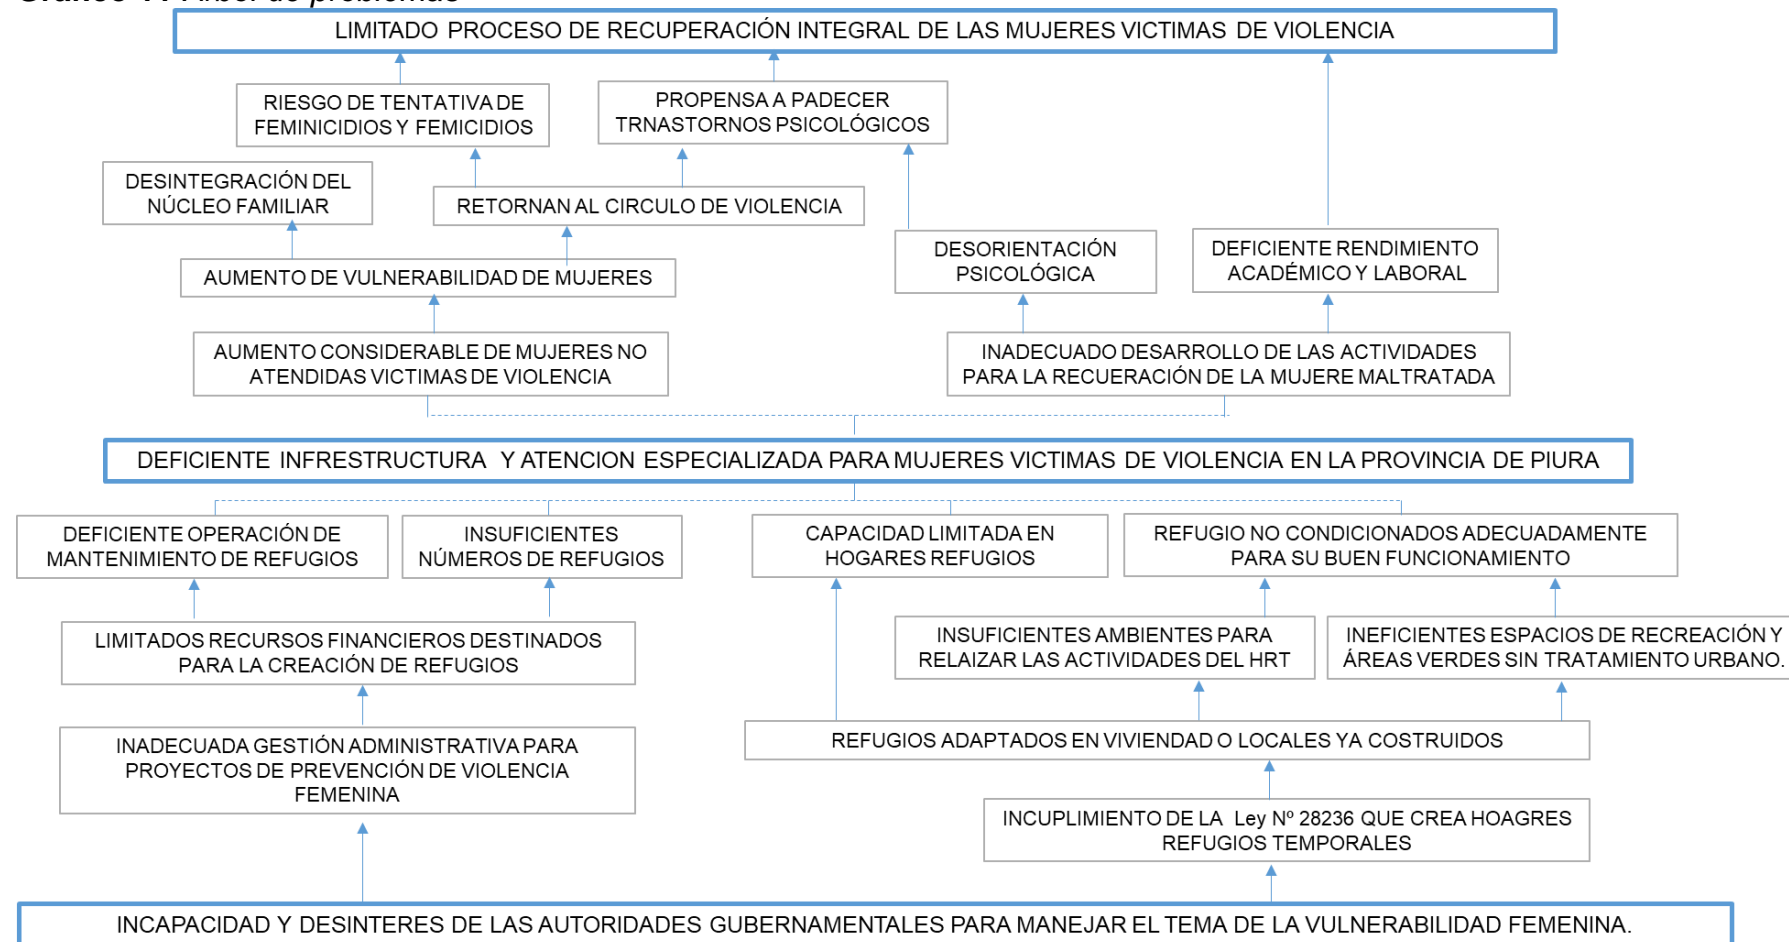 Gráfico 1: Árbol de problemas
LIMITADO PROCESO DE RECUPERACIÓN INTEGRAL DE LAS MUJERES VICTIMAS DE VIOLENCIA
RIESGO DE TENTATIVA DE
FEMINICIDIOS Y FEMICIDIOS
PROPENSA A PADECER
TRNASTORNOS PSICOLÓGICOS
DESINTEGRACIÓN DEL
NÚCLEO FAMILIAR
RETORNAN AL CIRCULO DE VIOLENCIA
AUMENTO DE VULNERABILIDAD DE MUJERES
DESORIENTACIÓN
PSICOLÓGICA
DEFICIENTE RENDIMIENTO
ACADÉMICO Y LABORAL
AUMENTO CONSIDERABLE DE MUJERES NO
ATENDIDAS VICTIMAS DE VIOLENCIA
INADECUADO DESARROLLO DE LAS ACTIVIDADES
PARA LA RECUERACIÓN DE LA MUJERE MALTRATADA
DEFICIENTE INFRESTRUCTURA Y ATENCION ESPECIALIZADA PARA MUJERES VICTIMAS DE VIOLENCIA EN LA PROVINCIA DE PIURA
DEFICIENTE OPERACIÓN DE
MANTENIMIENTO DE REFUGIOS
INSUFICIENTES
NÚMEROS DE REFUGIOS
CAPACIDAD LIMITADA EN
HOGARES REFUGIOS
REFUGIO NO CONDICIONADOS ADECUADAMENTE
PARA SU BUEN FUNCIONAMIENTO
LIMITADOS RECURSOS FINANCIEROS DESTINADOS
PARA LA CREACIÓN DE REFUGIOS
INSUFICIENTES AMBIENTES PARA
RELAIZAR LAS ACTIVIDADES DEL HRT
INEFICIENTES ESPACIOS DE RECREACIÓN Y
ÁREAS VERDES SIN TRATAMIENTO URBANO.
INADECUADA GESTIÓN ADMINISTRATIVA PARA
PROYECTOS DE PREVENCIÓN DE VIOLENCIA
FEMENINA
REFUGIOS ADAPTADOS EN VIVIENDAD O LOCALES YA COSTRUIDOS
INCUPLIMIENTO DE LA Ley Nº 28236 QUE CREA HOAGRES
REFUGIOS TEMPORALES
INCAPACIDAD Y DESINTERES DE LAS AUTORIDADES GUBERNAMENTALES PARA MANEJAR EL TEMA DE LA VULNERABILIDAD FEMENINA.